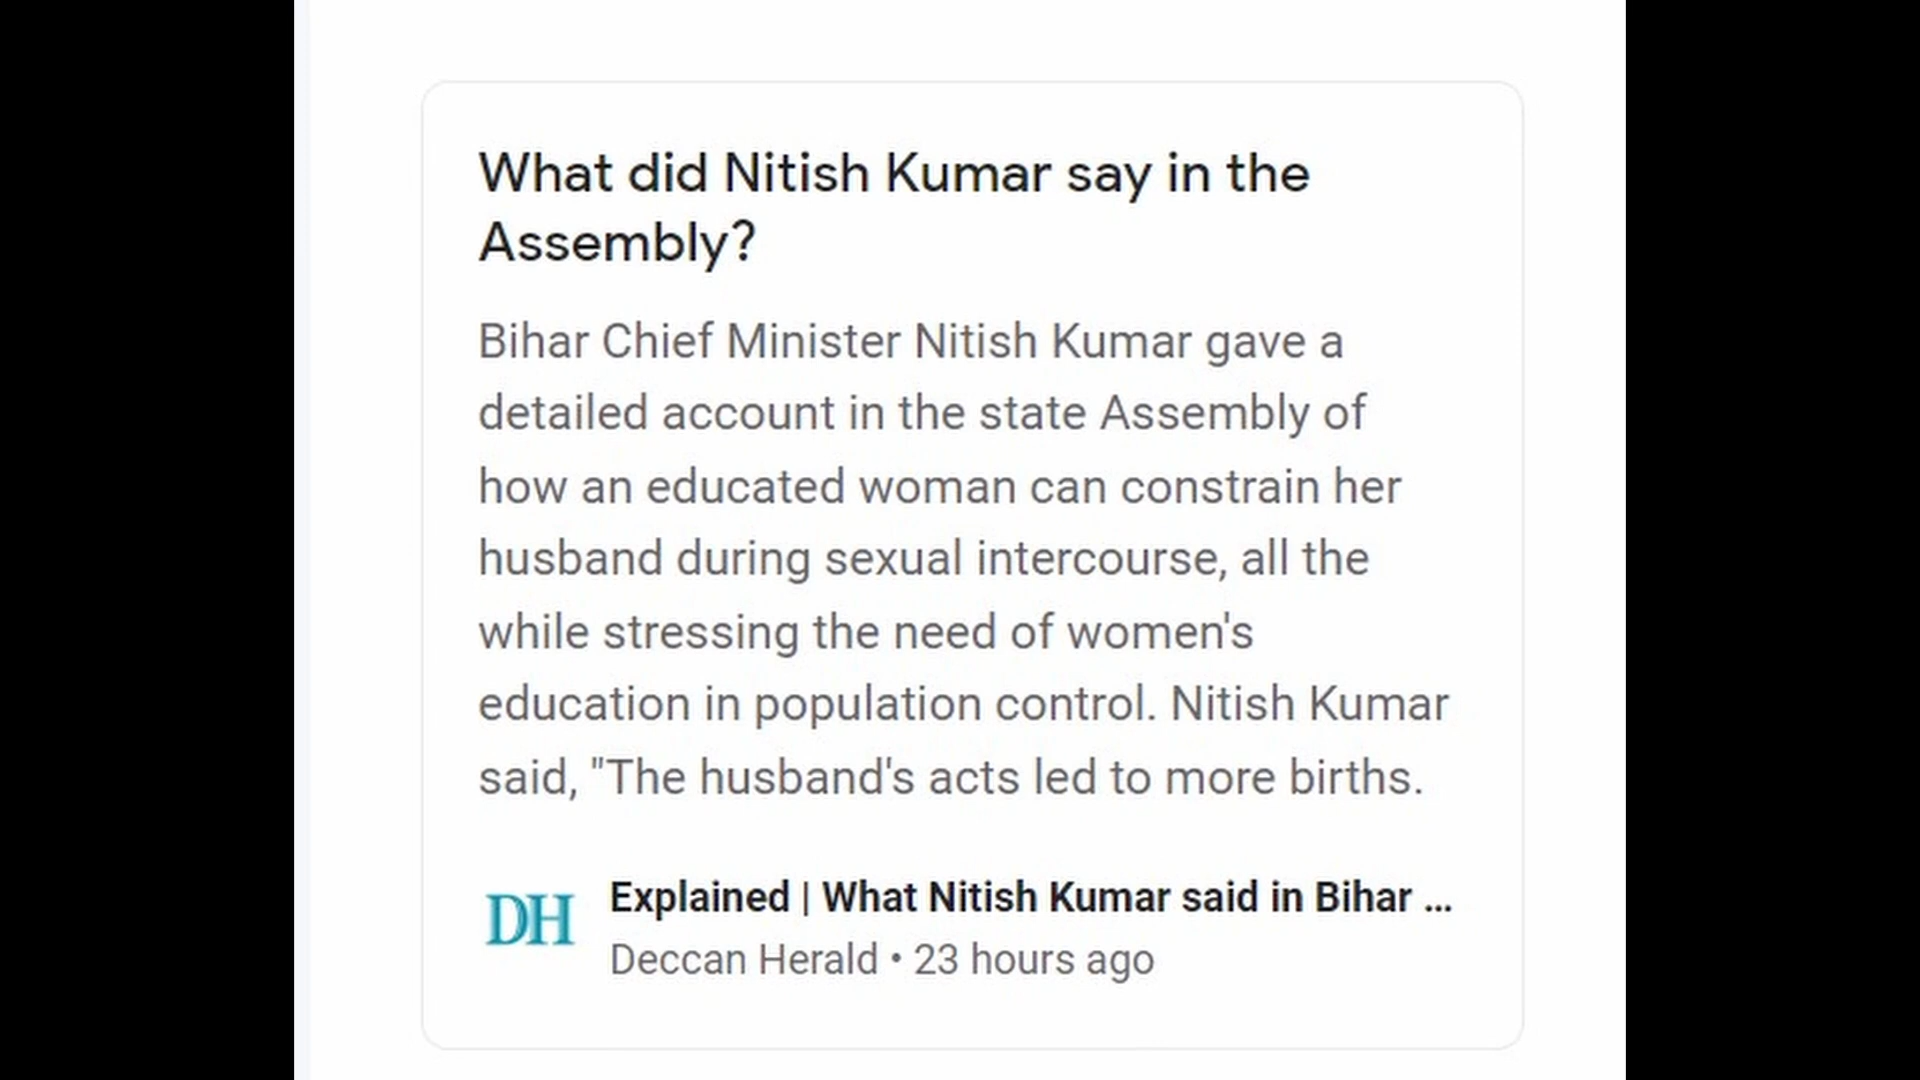 What did Nitish Kumar say in the
Assembly?
Bihar Chief Minister Nitish Kumar gave a
detailed account in the state Assembly of
how an educated woman can constrain her
husband during sexual intercourse, all the
while stressing the need of women's
education in population control. Nitish Kumar
said, "The husband's acts led to more births.
DH
Explained | What Nitish Kumar said in Bihar ...
Deccan Herald • 23 hours ago